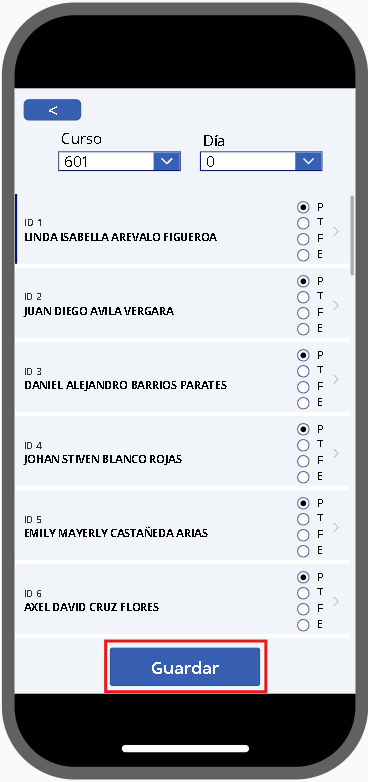 <
Curso Día
601 0
P
ID 1 T
LINDA ISABELLA AREVALO FIGUEROA F
E
P
ID 2 T
JUAN DIEGO AVILA VERGARA F
E
P
ID 3 T
DANIEL ALEJANDRO BARRIOS PARATES F
E
P
ID 4 T
JOHAN STIVEN BLANCO ROJAS F
E
P
ID 5 T
EMILY MAYERLY CASTAÑEDA ARIAS F
E
P
ID 6 T
AXEL DAVID CRUZ FLORES F
E
Guardar